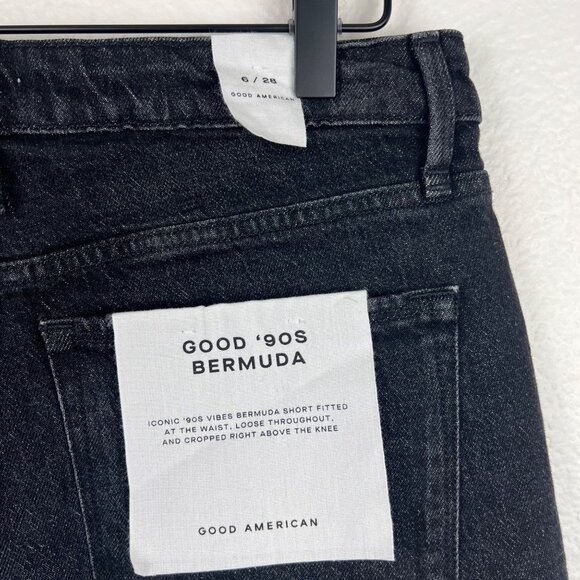 6 / 28
GOOD AMERICAN
GOOD ‘90S
BERMUDA
ICONIC ‘90S VIBES BERMUDA SHORT FITTED
AT THE WAIST, LOOSE THROUGHOUT,
AND CROPPED RIGHT ABOVE THE KNEE
GOOD AMERICAN